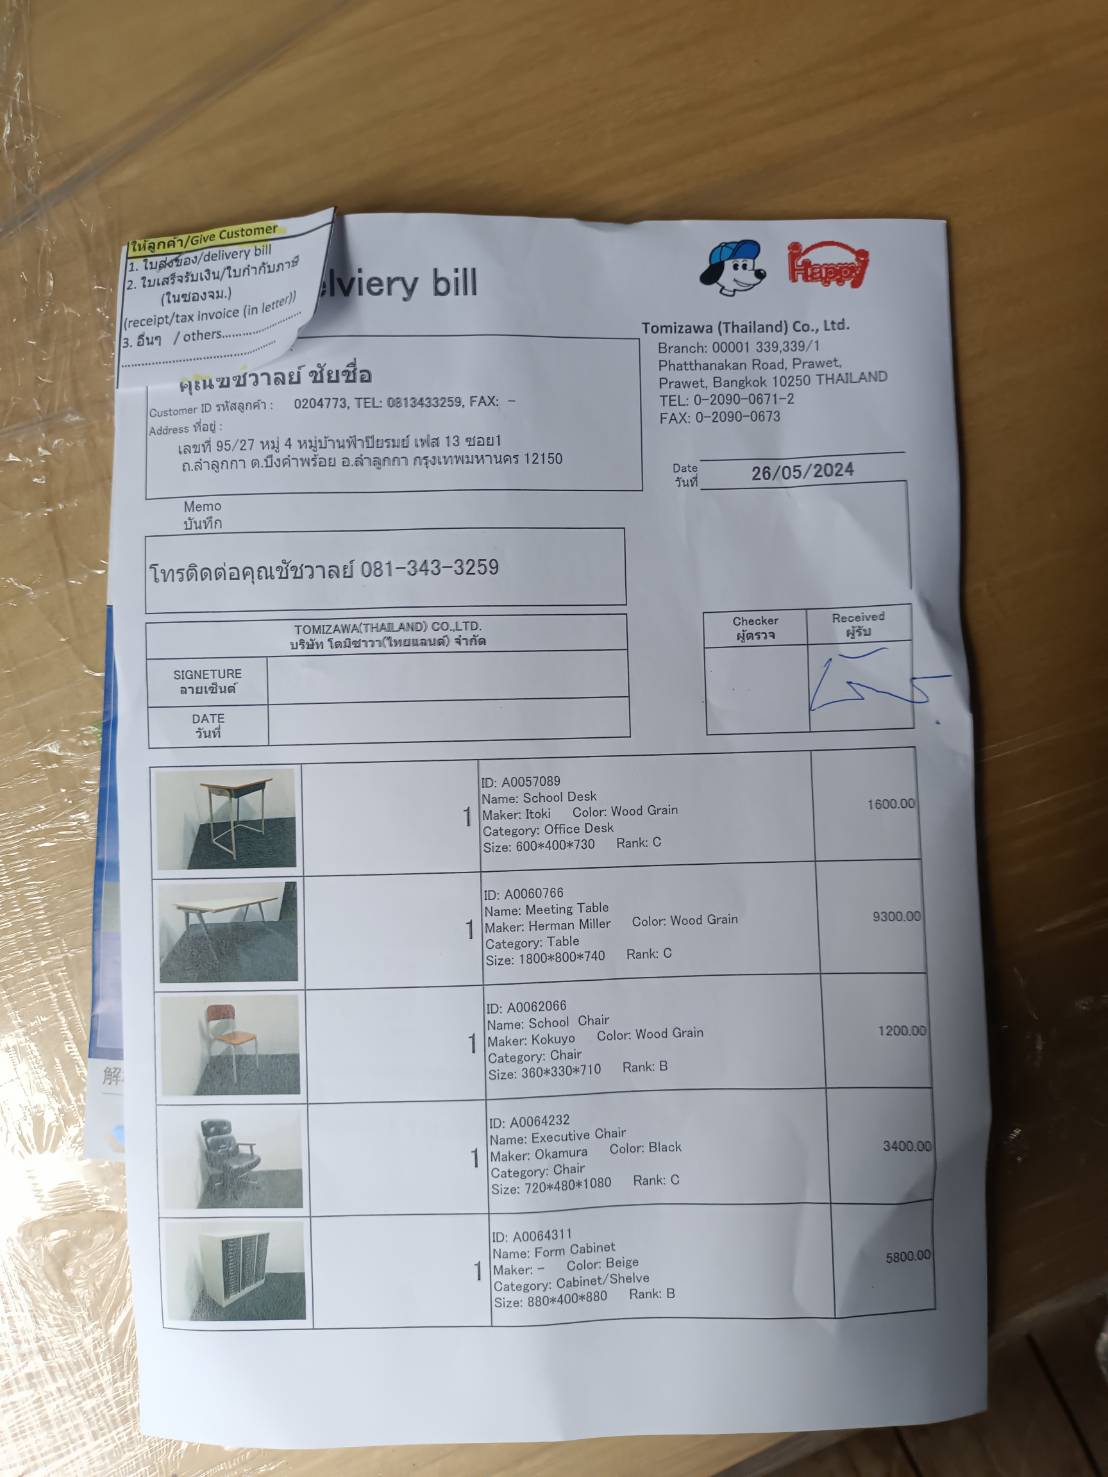 ให้ลูกค้า/Give Customer
1. ใบส่งของ/delivery bill
2. ใบเสร็จรับเงิน/ใบกำกับภาษี
(ในซองจม.)
(receipt/tax invoice (in letter))
3. อื่นๆ / others......................
elviery bill
Happy
Tomizawa (Thailand) Co., Ltd.
Branch: 00001 339,339/1
Phatthanakan Road, Prawet,
Prawet, Bangkok 10250 THAILAND
TEL: 0-2090-0671-2
FAX: 0-2090-0673
คุณชัชวาลย์ ชัยชื่อ
Customer ID รหัสลูกค้า : 0204773, TEL: 0813433259, FAX: -
Address ที่อยู่ :
เลขที่ 95/27 หมู่ 4 หมู่บ้านฟ้าปิยรมย์ เฟส 13 ซอย1
ถ.ลำลูกกา ต.บึงคำพร้อย อ.ลำลูกกา กรุงเทพมหานคร 12150
Date
วันที่
26/05/2024
Memo
บันทึก
โทรติดต่อคุณชัชวาลย์ 081-343-3259
TOMIZAWA(THAILAND) CO.,LTD.
บริษัท โตมิซาวา(ไทยแลนด์) จำกัด
SIGNETURE
ลายเซ็นต์
DATE
วันที่
Checker
ผู้ตรวจ
Received
ผู้รับ
1
ID: A0057089
Name: School Desk
Maker: Itoki Color: Wood Grain
Category: Office Desk
Size: 600*400*730 Rank: C
1600.00
1
ID: A0060766
Name: Meeting Table
Maker: Herman Miller Color: Wood Grain
Category: Table
Size: 1800*800*740 Rank: C
9300.00
1
ID: A0062066
Name: School Chair
Maker: Kokuyo Color: Wood Grain
Category: Chair
Size: 360*330*710 Rank: B
1200.00
1
ID: A0064232
Name: Executive Chair
Maker: Okamura Color: Black
Category: Chair
Size: 720*480*1080 Rank: C
3400.00
1
ID: A0064311
Name: Form Cabinet
Maker: - Color: Beige
Category: Cabinet/Shelve
Size: 880*400*880 Rank: B
5800.00
解